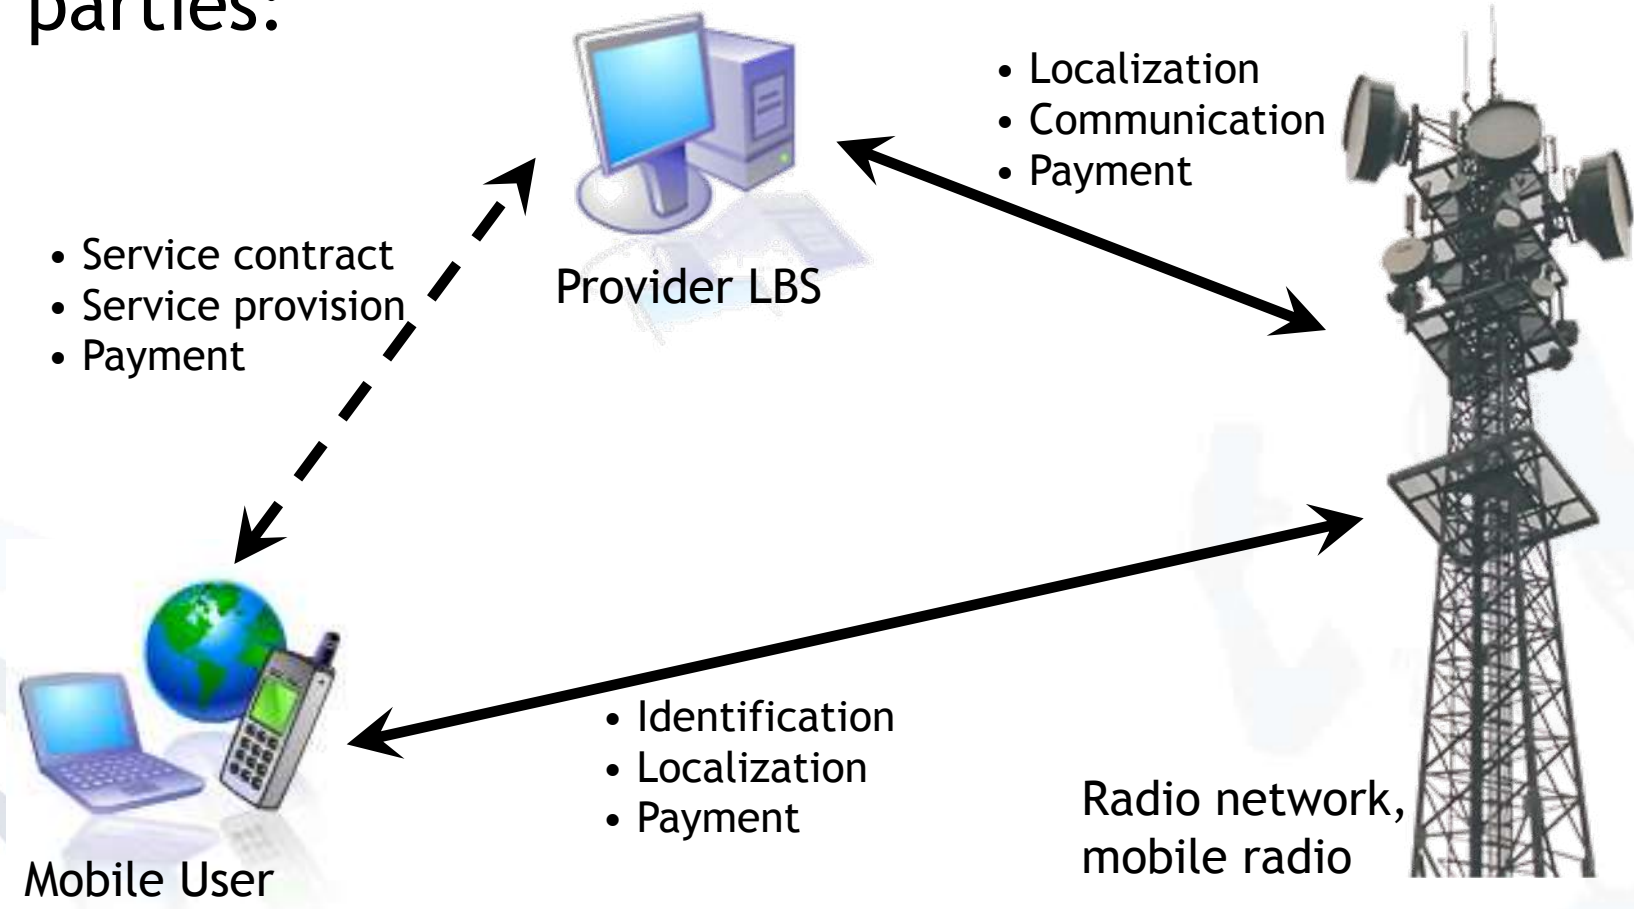 parties:
• Localization
• Communication
• Payment
• Service contract
• Service provision
• Payment
Provider LBS
• Identification
• Localization
• Payment
Radio network,
mobile radio
Mobile User